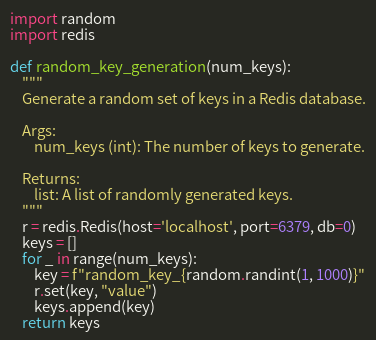 import random
import redis

def random_key_generation(num_keys):
    """
    Generate a random set of keys in a Redis database.

    Args:
        num_keys (int): The number of keys to generate.

    Returns:
        list: A list of randomly generated keys.
    """
    r = redis.Redis(host='localhost', port=6379, db=0)
    keys = []
    for _ in range(num_keys):
        key = f"random_key_{random.randint(1, 1000)}"
        r.set(key, "value")
        keys.append(key)
    return keys